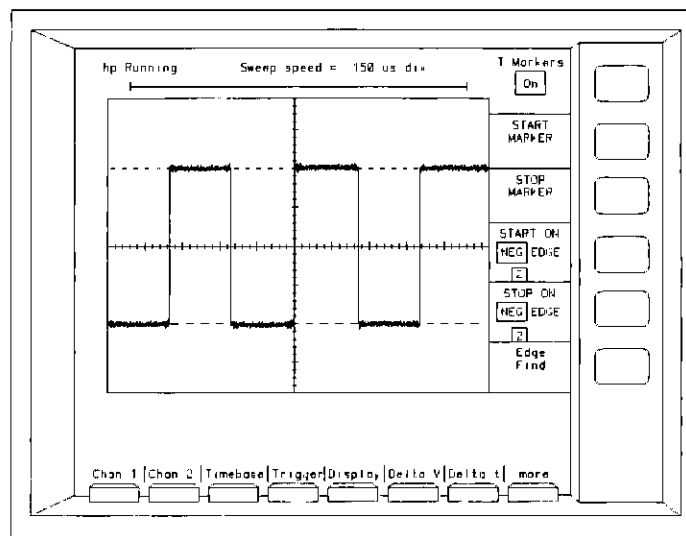 hp Running
Sweep speed = 150 us div
T Markers
On
START
MARKER
STOP
MARKER
START ON
NEG EDGE
2
STOP ON
NEG EDGE
2
Edge
Find
Chan 1 Chan 2 Timebase Trigger Display Delta V Delta t more